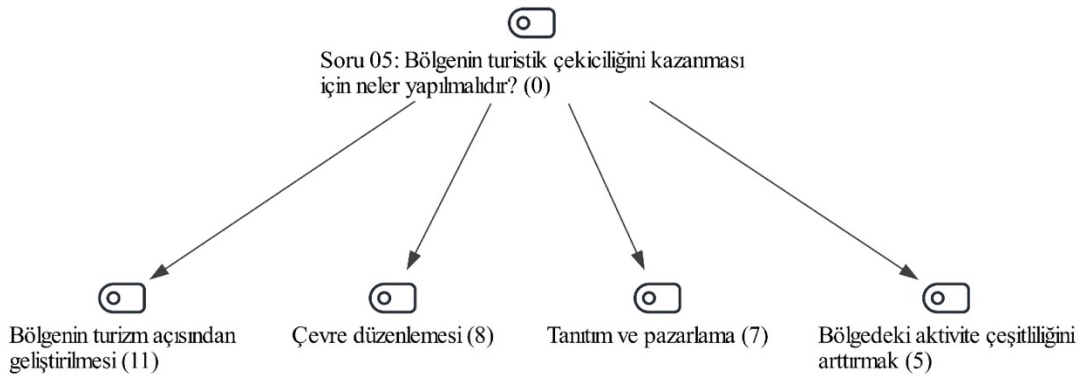 Soru 05: Bölgenin turistik çekiciliğini kazanması
için neler yapılmalıdır? (0)
Bölgenin turizm açısından
geliştirilmesi (11)
Çevre düzenlemesi (8)
Tanıtım ve pazarlama (7)
Bölgedeki aktivite çeşitliliğini
arttırmak (5)